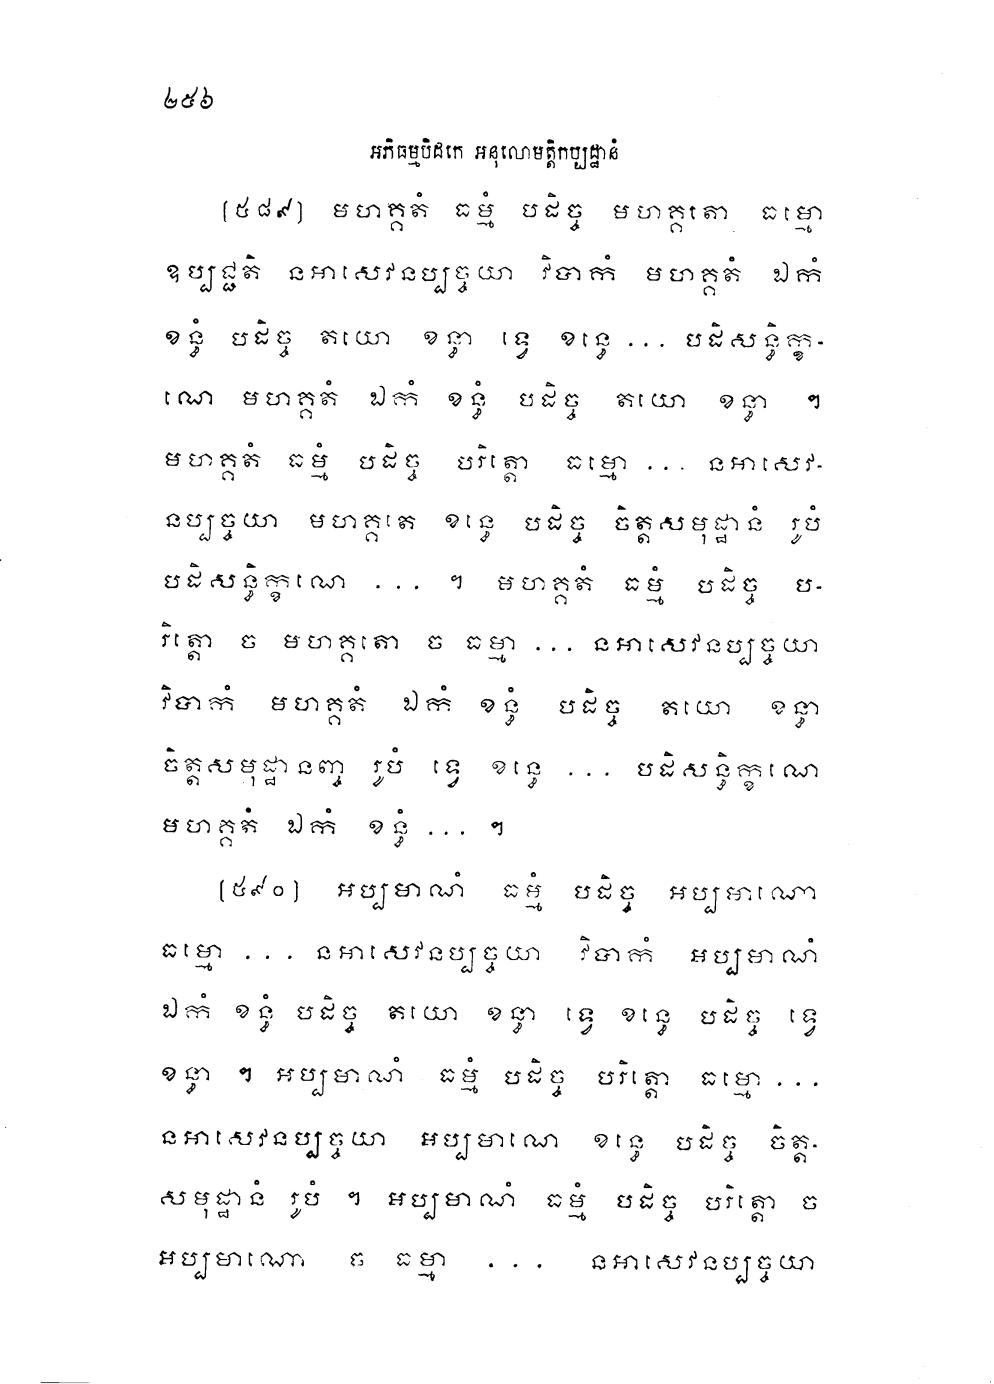 ២៥៦
អភិធម្មបិដកេ អនុលោមត្តិកប្បដ្ឋានំ
[៥៨៩] មហគ្គតំ ធម្មំ បដិច្ច មហគ្គតោ ធម្មោ
ឧប្បជ្ជតិ នអាសេវនប្បច្ចយា វិបាកំ មហគ្គតំ ឯកំ
ខន្ធំ បដិច្ច តយោ ខន្ធា ទ្វេ ខន្ធេ ... បដិសន្ធិក្ខ-
ណេ មហគ្គតំ ឯកំ ខន្ធំ បដិច្ច តយោ ខន្ធា ។
មហគ្គតំ ធម្មំ បដិច្ច បរិត្តោ ធម្មោ ... នអាសេវ-
នប្បច្ចយា មហគ្គតេ ខន្ធេ បដិច្ច ចិត្តសមុដ្ឋានំ រូបំ
បដិសន្ធិក្ខណេ ... ។ មហគ្គតំ ធម្មំ បដិច្ច ប-
រិត្តោ ច មហគ្គតោ ច ធម្មា ... នអាសេវនប្បច្ចយា
វិបាកំ មហគ្គតំ ឯកំ ខន្ធំ បដិច្ច តយោ ខន្ធា
ចិត្តសមុដ្ឋានញ្ច រូបំ ទ្វេ ខន្ធេ ... បដិសន្ធិក្ខណេ
មហគ្គតំ ឯកំ ខន្ធំ ... ។
[៥៩០] អប្បមាណំ ធម្មំ បដិច្ច អប្បមាណោ
ធម្មោ ... នអាសេវនប្បច្ចយា វិបាកំ អប្បមាណំ
ឯកំ ខន្ធំ បដិច្ច តយោ ខន្ធា ទ្វេ ខន្ធេ បដិច្ច ទ្វេ
ខន្ធា ។ អប្បមាណំ ធម្មំ បដិច្ច បរិត្តោ ធម្មោ ...
នអាសេវនប្បច្ចយា អប្បមាណេ ខន្ធេ បដិច្ច ចិត្ត-
សមុដ្ឋានំ រូបំ ។ អប្បមាណំ ធម្មំ បដិច្ច បរិត្តោ ច
អប្បមាណោ ច ធម្មា ... នអាសេវនប្បច្ចយា